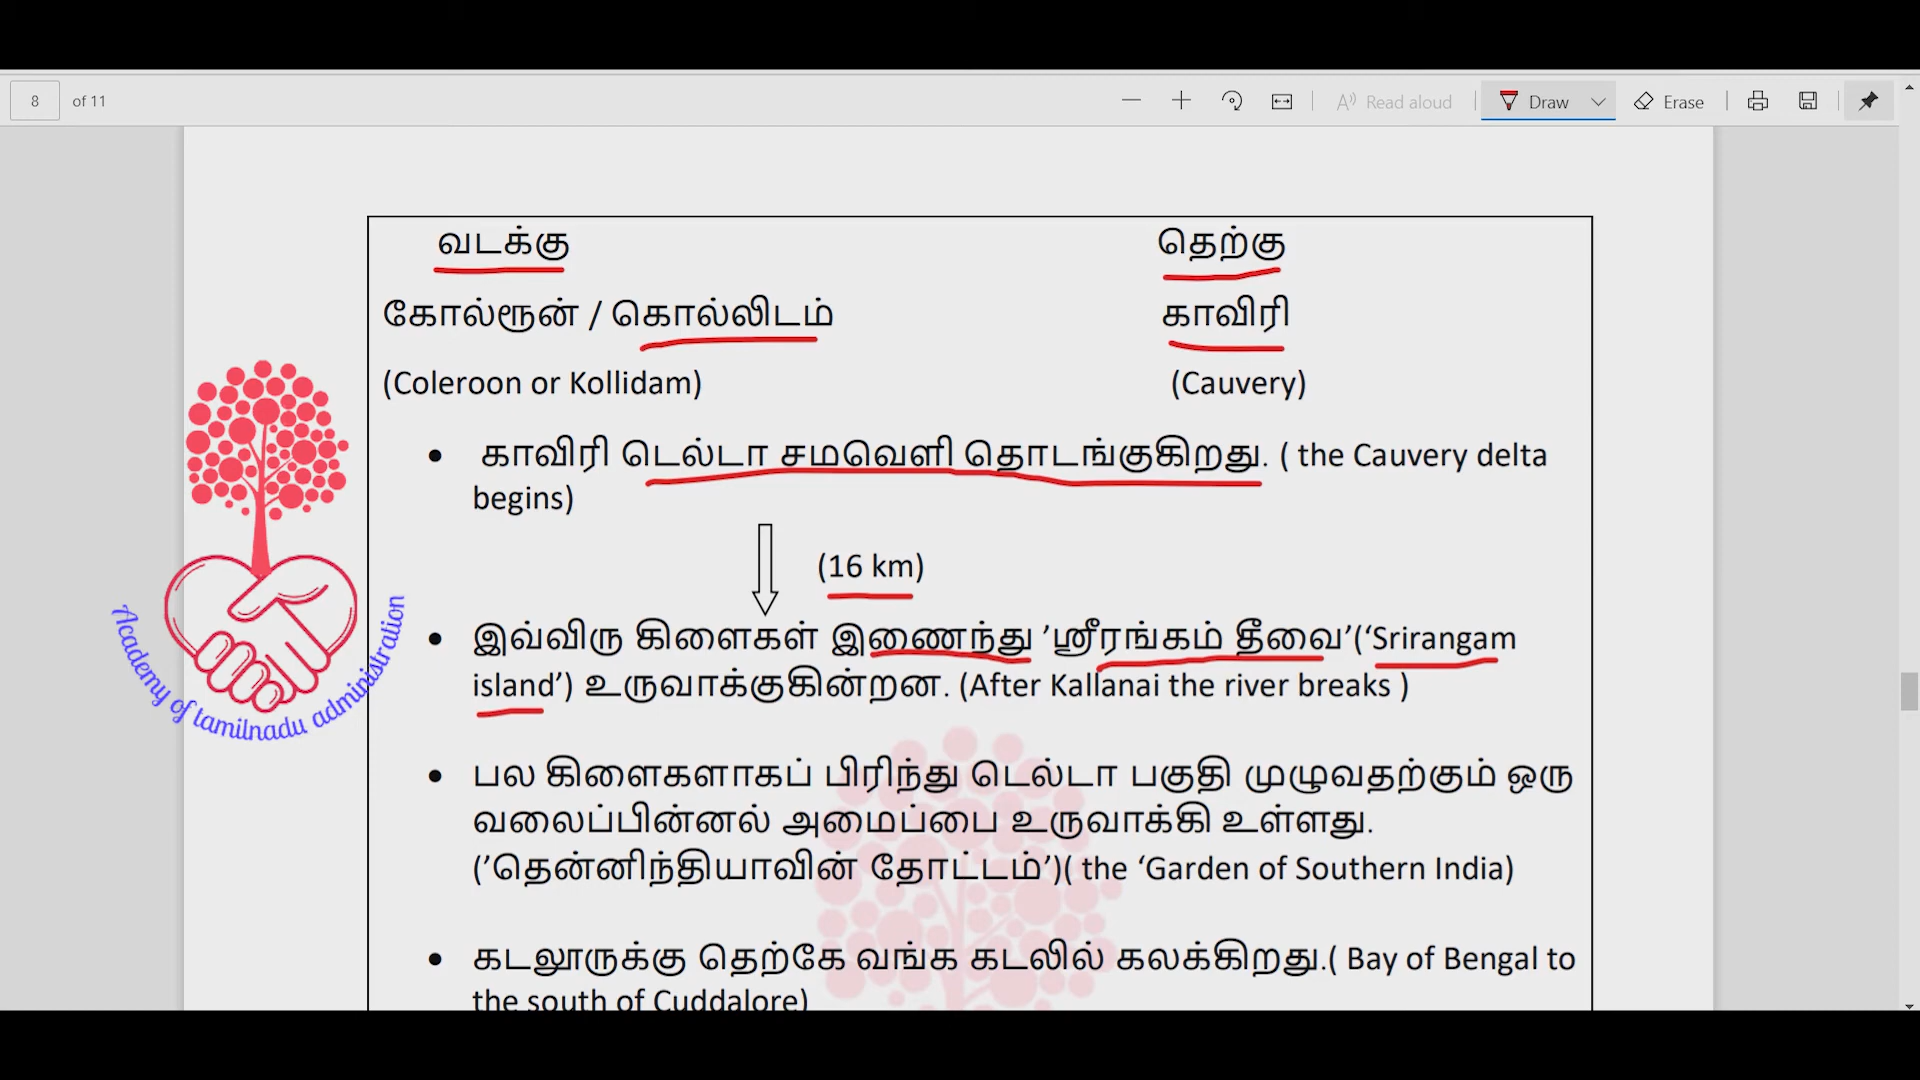 8 of 11 Read aloud Draw Erase
வடக்கு தெற்கு
கோல்ரூன் / கொல்லிடம் காவிரி
(Coleroon or Kollidam) (Cauvery)
• காவிரி டெல்டா சமவெளி தொடங்குகிறது. ( the Cauvery delta
begins)
(16 km)
• இவ்விரு கிளைகள் இணைந்து ’ஸ்ரீரங்கம் தீவை’(‘Srirangam
island’) உருவாக்குகின்றன. (After Kallanai the river breaks )
• பல கிளைகளாகப் பிரிந்து டெல்டா பகுதி முழுவதற்கும் ஒரு
வலைப்பின்னல் அமைப்பை உருவாக்கி உள்ளது.
(’தென்னிந்தியாவின் தோட்டம்’)( the ‘Garden of Southern India)
• கடலூருக்கு தெற்கே வங்க கடலில் கலக்கிறது.( Bay of Bengal to
the south of Cuddalore)
Academy of tamilnadu administration